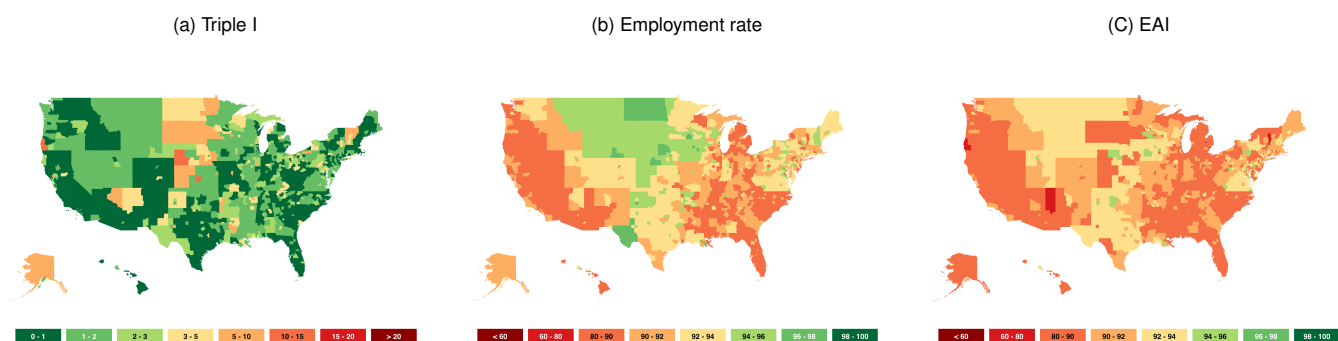 (a) Triple I
(b) Employment rate
(C) EAI
0 - 1
1 - 2
2 - 3
3 - 5
5 - 10
10 - 15
15 - 20
> 20
< 60
60 - 80
80 - 90
90 - 92
92 - 94
94 - 96
96 - 98
98 - 100
< 60
60 - 80
80 - 90
90 - 92
92 - 94
94 - 96
96 - 98
98 - 100